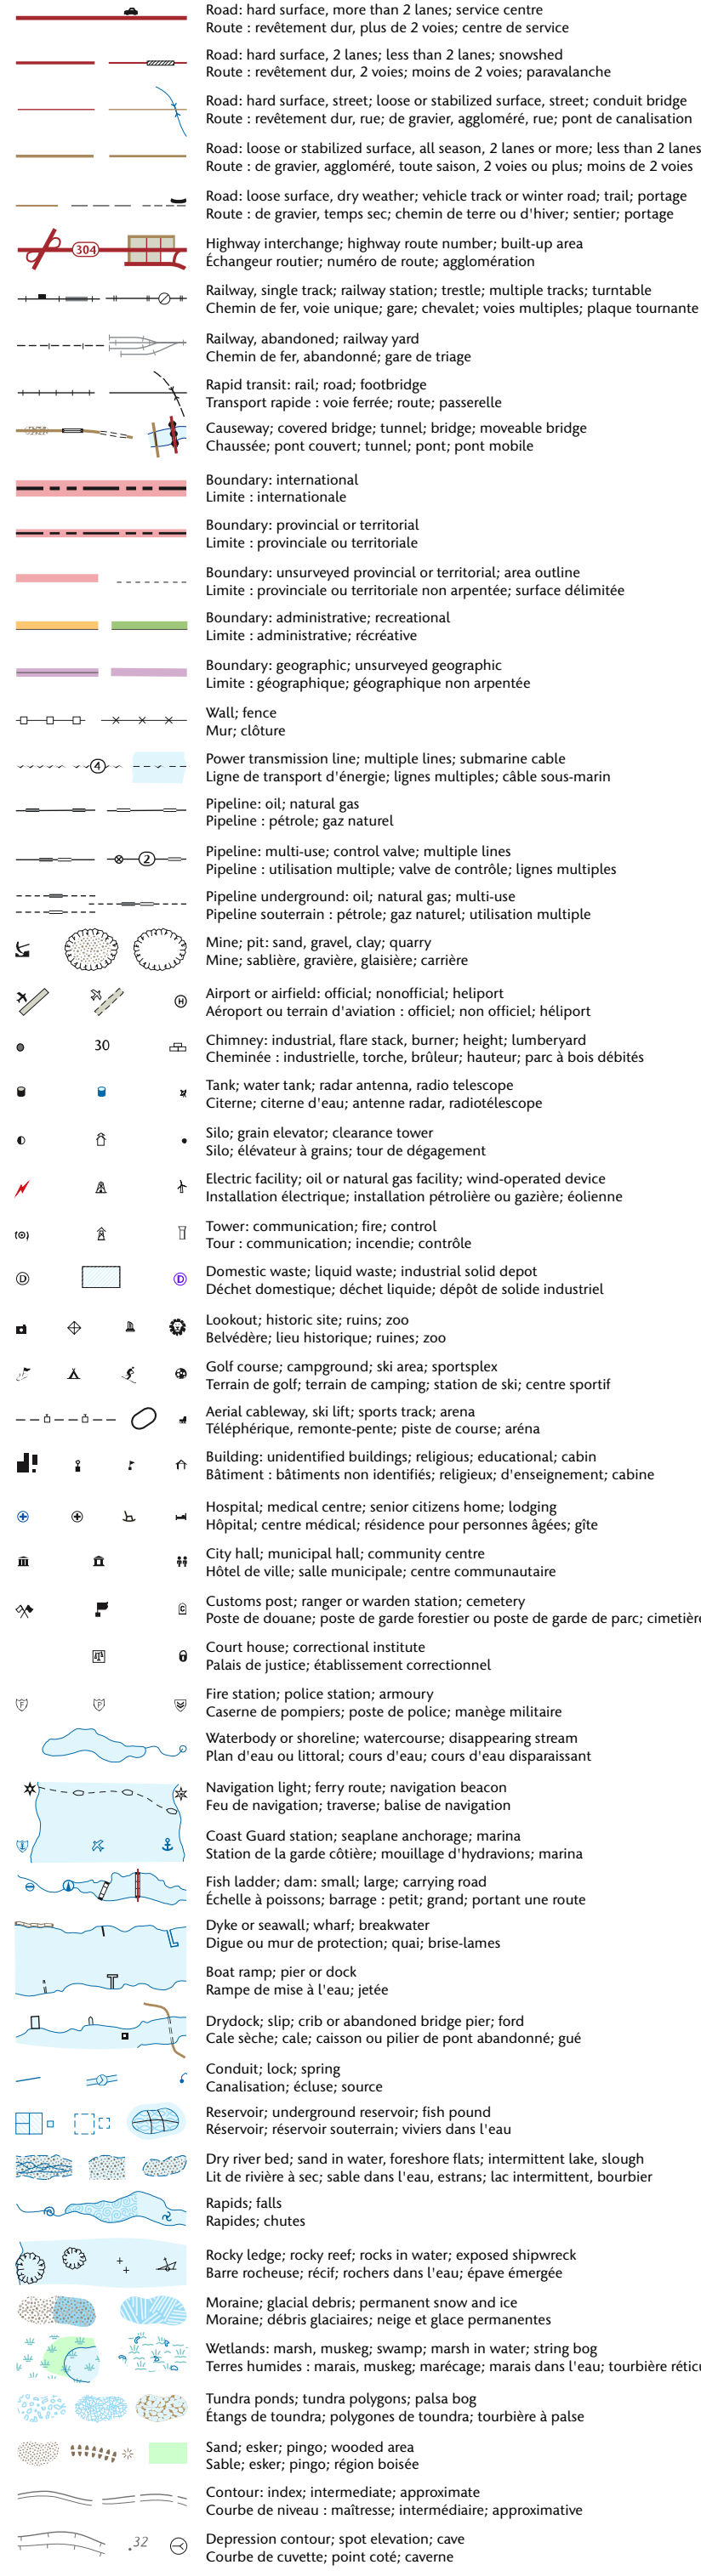 Road: hard surface, more than 2 lanes; service centre
Route : revêtement dur, plus de 2 voies; centre de service
Road: hard surface, 2 lanes; less than 2 lanes; snowshed
Route : revêtement dur, 2 voies; moins de 2 voies; paravalanche
Road: hard surface, street; loose or stabilized surface, street; conduit bridge
Route : revêtement dur, rue; de gravier, aggloméré, rue; pont de canalisation
Road: loose or stabilized surface, all season, 2 lanes or more; less than 2 lanes
Route : de gravier, aggloméré, toute saison, 2 voies ou plus; moins de 2 voies
Road: loose surface, dry weather; vehicle track or winter road; trail; portage
Route : de gravier, temps sec; chemin de terre ou d'hiver; sentier; portage
304
Highway interchange; highway route number; built-up area
Échangeur routier; numéro de route; agglomération
Railway, single track; railway station; trestle; multiple tracks; turntable
Chemin de fer, voie unique; gare; chevalet; voies multiples; plaque tournante
Railway, abandoned; railway yard
Chemin de fer, abandonné; gare de triage
Rapid transit: rail; road; footbridge
Transport rapide : voie ferrée; route; passerelle
Causeway; covered bridge; tunnel; bridge; moveable bridge
Chaussée; pont couvert; tunnel; pont; pont mobile
Boundary: international
Limite : internationale
Boundary: provincial or territorial
Limite : provinciale ou territoriale
Boundary: unsurveyed provincial or territorial; area outline
Limite : provinciale ou territoriale non arpentée; surface délimitée
Boundary: administrative; recreational
Limite : administrative; récréative
Boundary: geographic; unsurveyed geographic
Limite : géographique; géographique non arpentée
Wall; fence
Mur; clôture
4
Power transmission line; multiple lines; submarine cable
Ligne de transport d'énergie; lignes multiples; câble sous-marin
Pipeline: oil; natural gas
Pipeline : pétrole; gaz naturel
2
Pipeline: multi-use; control valve; multiple lines
Pipeline : utilisation multiple; valve de contrôle; lignes multiples
Pipeline underground: oil; natural gas; multi-use
Pipeline souterrain : pétrole; gaz naturel; utilisation multiple
Mine; pit: sand, gravel, clay; quarry
Mine; sablière, gravière, glaisière; carrière
H
Airport or airfield: official; nonofficial; heliport
Aéroport ou terrain d'aviation : officiel; non officiel; héliport
30
Chimney: industrial, flare stack, burner; height; lumberyard
Cheminée : industrielle, torche, brûleur; hauteur; parc à bois débités
Tank; water tank; radar antenna, radio telescope
Citerne; citerne d'eau; antenne radar, radiotélescope
Silo; grain elevator; clearance tower
Silo; élévateur à grains; tour de dégagement
Electric facility; oil or natural gas facility; wind-operated device
Installation électrique; installation pétrolière ou gazière; éolienne
Tower: communication; fire; control
Tour : communication; incendie; contrôle
D D
Domestic waste; liquid waste; industrial solid depot
Déchet domestique; déchet liquide; dépôt de solide industriel
Lookout; historic site; ruins; zoo
Belvédère; lieu historique; ruines; zoo
Golf course; campground; ski area; sportsplex
Terrain de golf; terrain de camping; station de ski; centre sportif
Aerial cableway, ski lift; sports track; arena
Téléphérique, remonte-pente; piste de course; aréna
Building: unidentified buildings; religious; educational; cabin
Bâtiment : bâtiments non identifiés; religieux; d'enseignement; cabine
Hospital; medical centre; senior citizens home; lodging
Hôpital; centre médical; résidence pour personnes âgées; gîte
City hall; municipal hall; community centre
Hôtel de ville; salle municipale; centre communautaire
C
Customs post; ranger or warden station; cemetery
Poste de douane; poste de garde forestier ou poste de garde de parc; cimetière
Court house; correctional institute
Palais de justice; établissement correctionnel
F P
Fire station; police station; armoury
Caserne de pompiers; poste de police; manège militaire
Waterbody or shoreline; watercourse; disappearing stream
Plan d'eau ou littoral; cours d'eau; cours d'eau disparaissant
Navigation light; ferry route; navigation beacon
Feu de navigation; traverse; balise de navigation
Coast Guard station; seaplane anchorage; marina
Station de la garde côtière; mouillage d'hydravions; marina
Fish ladder; dam: small; large; carrying road
Échelle à poissons; barrage : petit; grand; portant une route
Dyke or seawall; wharf; breakwater
Digue ou mur de protection; quai; brise-lames
Boat ramp; pier or dock
Rampe de mise à l'eau; jetée
Drydock; slip; crib or abandoned bridge pier; ford
Cale sèche; cale; caisson ou pilier de pont abandonné; gué
Conduit; lock; spring
Canalisation; écluse; source
Reservoir; underground reservoir; fish pound
Réservoir; réservoir souterrain; viviers dans l'eau
Dry river bed; sand in water, foreshore flats; intermittent lake, slough
Lit de rivière à sec; sable dans l'eau, estrans; lac intermittent, bourbier
Rapids; falls
Rapides; chutes
Rocky ledge; rocky reef; rocks in water; exposed shipwreck
Barre rocheuse; récif; rochers dans l'eau; épave émergée
Moraine; glacial debris; permanent snow and ice
Moraine; débris glaciaires; neige et glace permanentes
Wetlands: marsh, muskeg; swamp; marsh in water; string bog
Terres humides : marais, muskeg; marécage; marais dans l'eau; tourbière réticu
Tundra ponds; tundra polygons; palsa bog
Étangs de toundra; polygones de toundra; tourbière à palse
Sand; esker; pingo; wooded area
Sable; esker; pingo; région boisée
Contour: index; intermediate; approximate
Courbe de niveau : maîtresse; intermédiaire; approximative
.32
Depression contour; spot elevation; cave
Courbe de cuvette; point coté; caverne